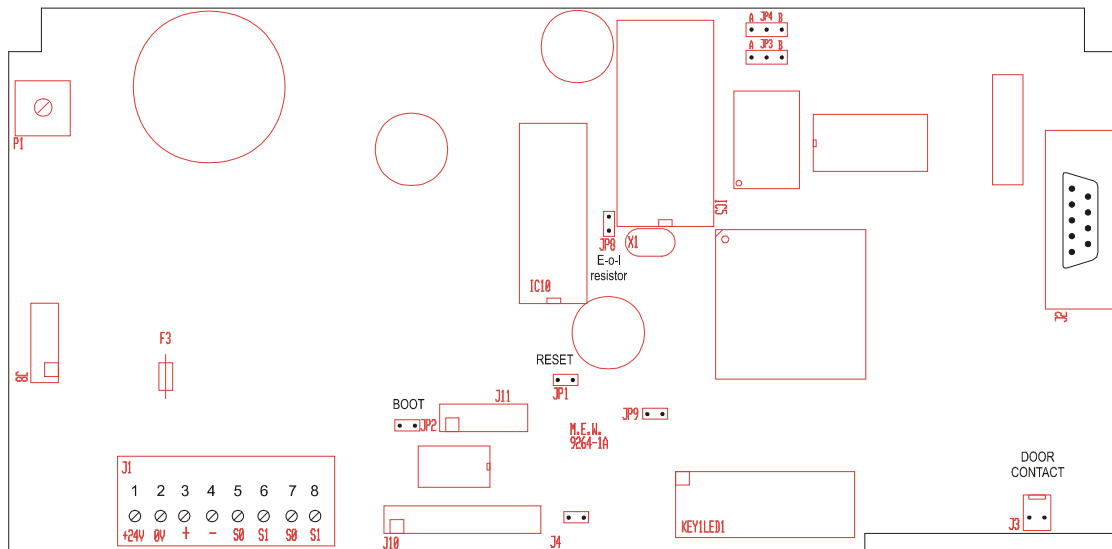 A JP4 B
A JP3 B
P1
IC5
JP8
X1
E-o-l
resistor
IC10
J2
F3
J8
RESET
JP1
J11
BOOT
JP2
JP9
M.E.W.
9264-1A
J1
1 2 3 4 5 6 7 8
+24V 0V + - S0 S1 S0 S1
DOOR
CONTACT
KEY1LED1
J3
J10
J4